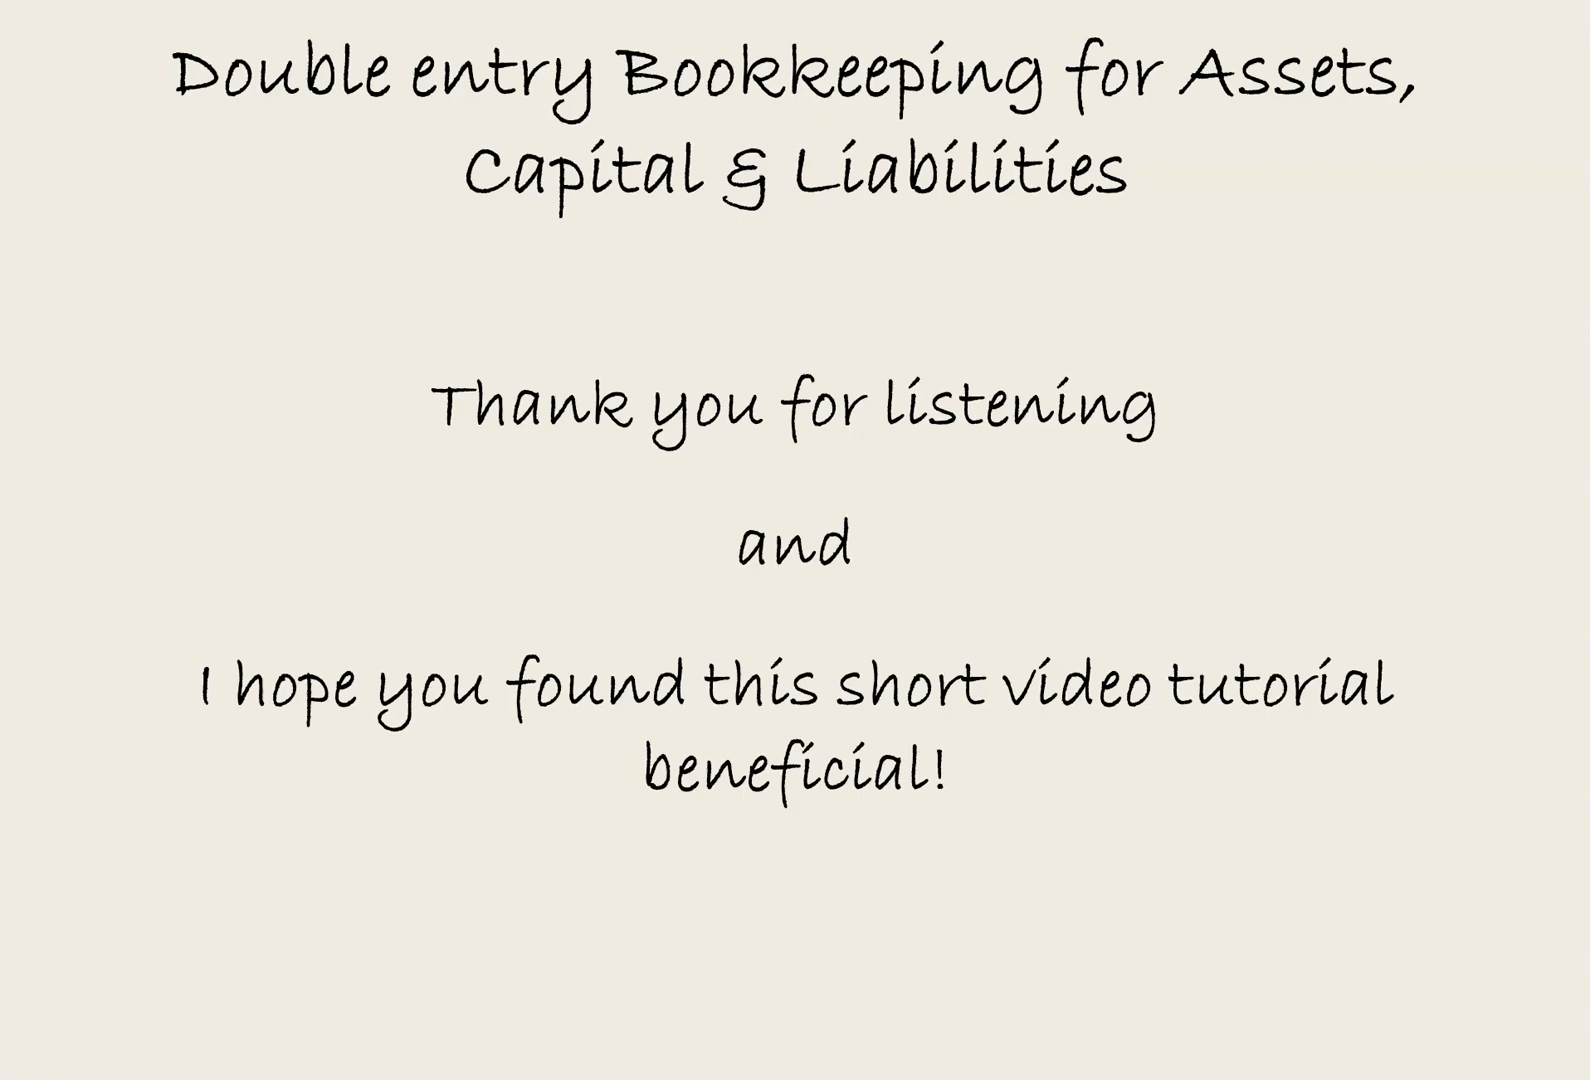 Double entry Bookkeeping for Assets,
Capital & Liabilities
Thank you for listening
and
I hope you found this short video tutorial
beneficial!